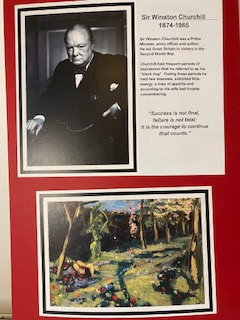 Sir Winston Churchill
1874-1965
Sir Winston Churchill was a Prime
Minister, army officer and author.
He led Great Britain to victory in the
Second World War.
Churchill had frequent periods of
depression that he referred to as his
"black dog". During these periods he
had few interests, exhibited little
energy, a loss of appetite and
according to his wife had trouble
concentrating.
"Success is not final,
failure is not fatal:
it is the courage to continue
that counts."